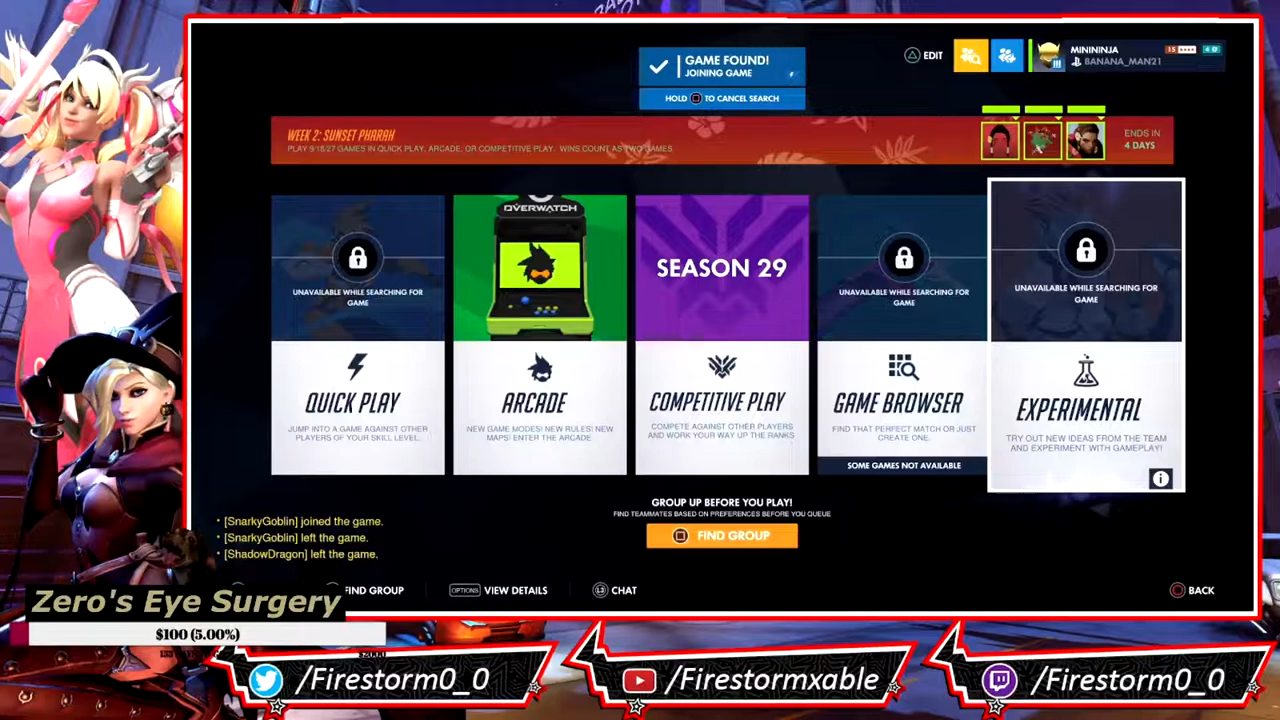 GAME FOUND!
JOINING GAME
HOLD TO CANCEL SEARCH
EDIT
MINININJA
BANANA_MAN21
15
4
WEEK 2: SUNSET PHARAH
PLAY 9/18/27 GAMES IN QUICK PLAY, ARCADE, OR COMPETITIVE PLAY. WINS COUNT AS TWO GAMES.
ENDS IN
4 DAYS
UNAVAILABLE WHILE SEARCHING FOR
GAME
QUICK PLAY
JUMP INTO A GAME AGAINST OTHER
PLAYERS OF YOUR SKILL LEVEL.
OVERWATCH
ARCADE
NEW GAME MODES! NEW RULES! NEW
MAPS! ENTER THE ARCADE
SEASON 29
COMPETITIVE PLAY
COMPETE AGAINST OTHER PLAYERS
AND WORK YOUR WAY UP THE RANKS
UNAVAILABLE WHILE SEARCHING FOR
GAME
GAME BROWSER
FIND THAT PERFECT MATCH OR JUST
CREATE ONE.
SOME GAMES NOT AVAILABLE
UNAVAILABLE WHILE SEARCHING FOR
GAME
EXPERIMENTAL
TRY OUT NEW IDEAS FROM THE TEAM
AND EXPERIMENT WITH GAMEPLAY!
GROUP UP BEFORE YOU PLAY!
FIND TEAMMATES BASED ON PREFERENCES BEFORE YOU QUEUE
FIND GROUP
[SnarkyGoblin] joined the game.
[SnarkyGoblin] left the game.
[ShadowDragon] left the game.
FIND GROUP
OPTIONS VIEW DETAILS
L3 CHAT
BACK
Zero's Eye Surgery
$100 (5.00%)
$2000
/Firestorm0_0
/Firestormxable
/Firestorm0_0